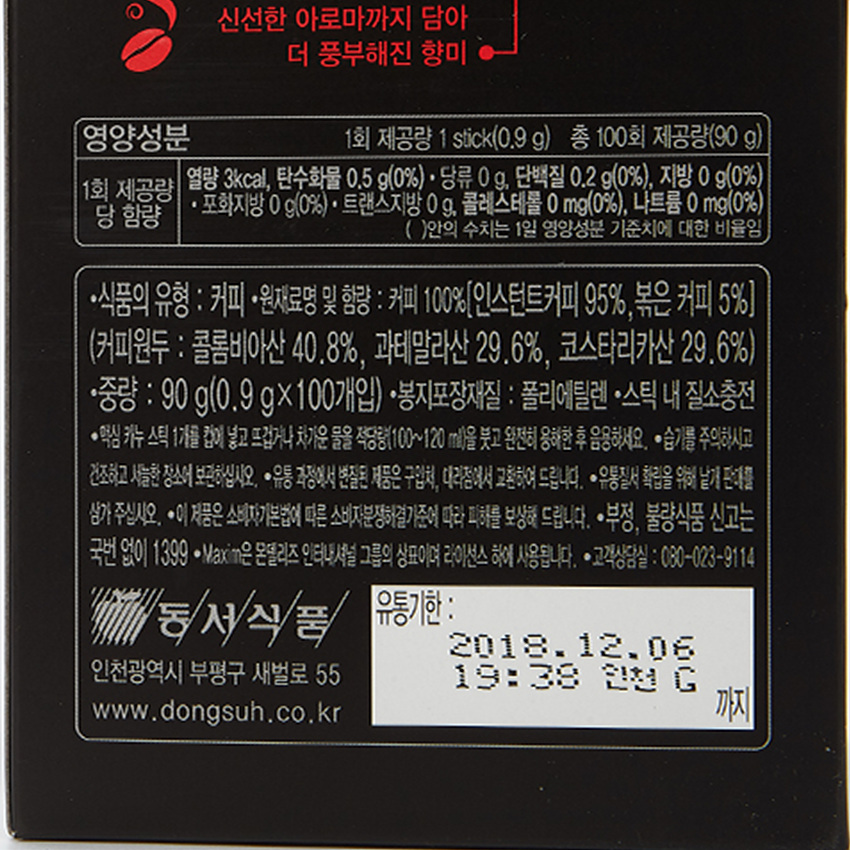 신선한 아로마까지 담아
더 풍부해진 향미
영양성분 1회 제공량 1 stick(0.9 g) 총 100회 제공량(90 g)
1회 제공량 당 함량
열량 3kcal, 탄수화물 0.5 g(0%)·당류 0 g, 단백질 0.2 g(0%), 지방 0 g(0%)
·포화지방 0 g(0%)·트랜스지방 0 g, 콜레스테롤 0 mg(0%), 나트륨 0 mg(0%)
( )안의 수치는 1일 영양성분 기준치에 대한 비율임
•식품의 유형 : 커피 •원재료명 및 함량 : 커피 100%[인스턴트커피 95%,볶은 커피 5%]
(커피원두 : 콜롬비아산 40.8%, 과테말라산 29.6%, 코스타리카산 29.6%)
•중량 : 90 g(0.9 g×100개입) •봉지포장재질 : 폴리에틸렌 •스틱 내 질소충전
•맥심 카누 스틱 1개를 컵에 넣고 뜨겁거나 차가운 물을 적당량(100~120 ml)을 붓고 완전히 용해한 후 음용하세요. •습기를 주의하시고
건조하고 서늘한 장소에 보관하십시오. •유통 과정에서 변질된 제품은 구입처, 대리점에서 교환하여 드립니다. •유통질서 확립을 위해 낱개 판매를
삼가 주십시오. •이 제품은 소비자기본법에 따른 소비자분쟁해결기준에 따라 피해를 보상해 드립니다. •부정, 불량식품 신고는
국번 없이 1399 •Maxim은 몬델리즈 인터내셔널 그룹의 상표이며 라이선스 하에 사용됩니다. •고객상담실 : 080-023-9114
동서식품
인천광역시 부평구 새벌로 55
www.dongsuh.co.kr
유통기한 :
2018.12.06
19:38 인천 G
까지